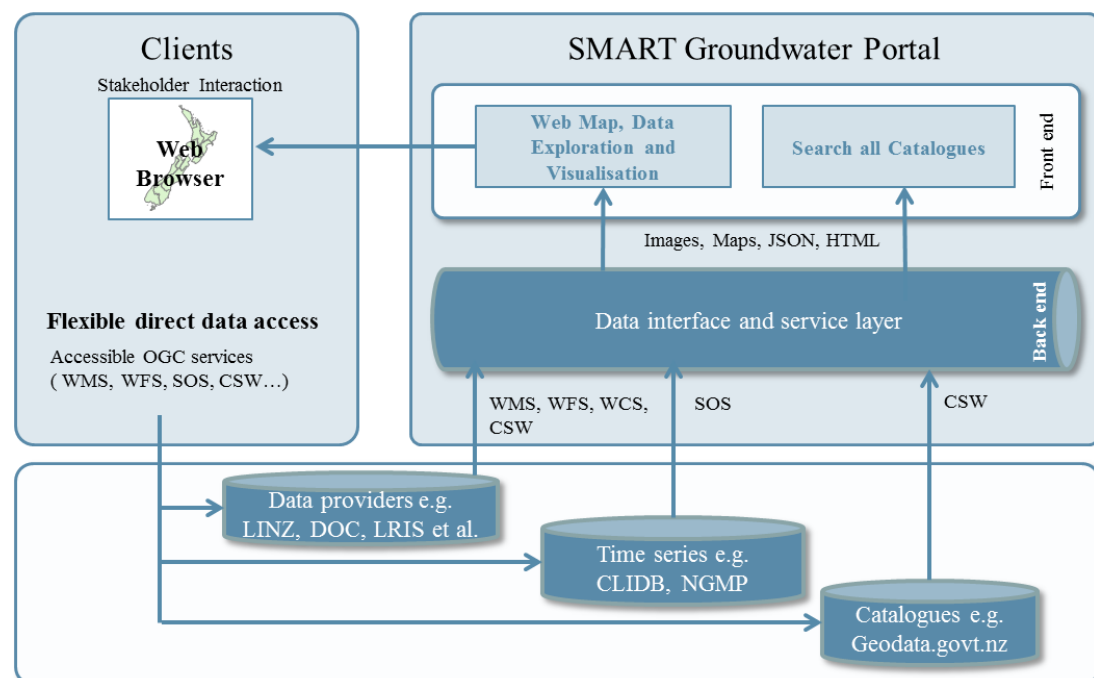 Clients
Stakeholder Interaction
Web
Browser
Flexible direct data access
Accessible OGC services
( WMS, WFS, SOS, CSW…)
SMART Groundwater Portal
Web Map, Data
Exploration and
Visualisation
Search all Catalogues
Front end
Images, Maps, JSON, HTML
Data interface and service layer
Back end
WMS, WFS, WCS,
CSW
SOS
CSW
Data providers e.g.
LINZ, DOC, LRIS et al.
Time series e.g.
CLIDB, NGMP
Catalogues e.g.
Geodata.govt.nz